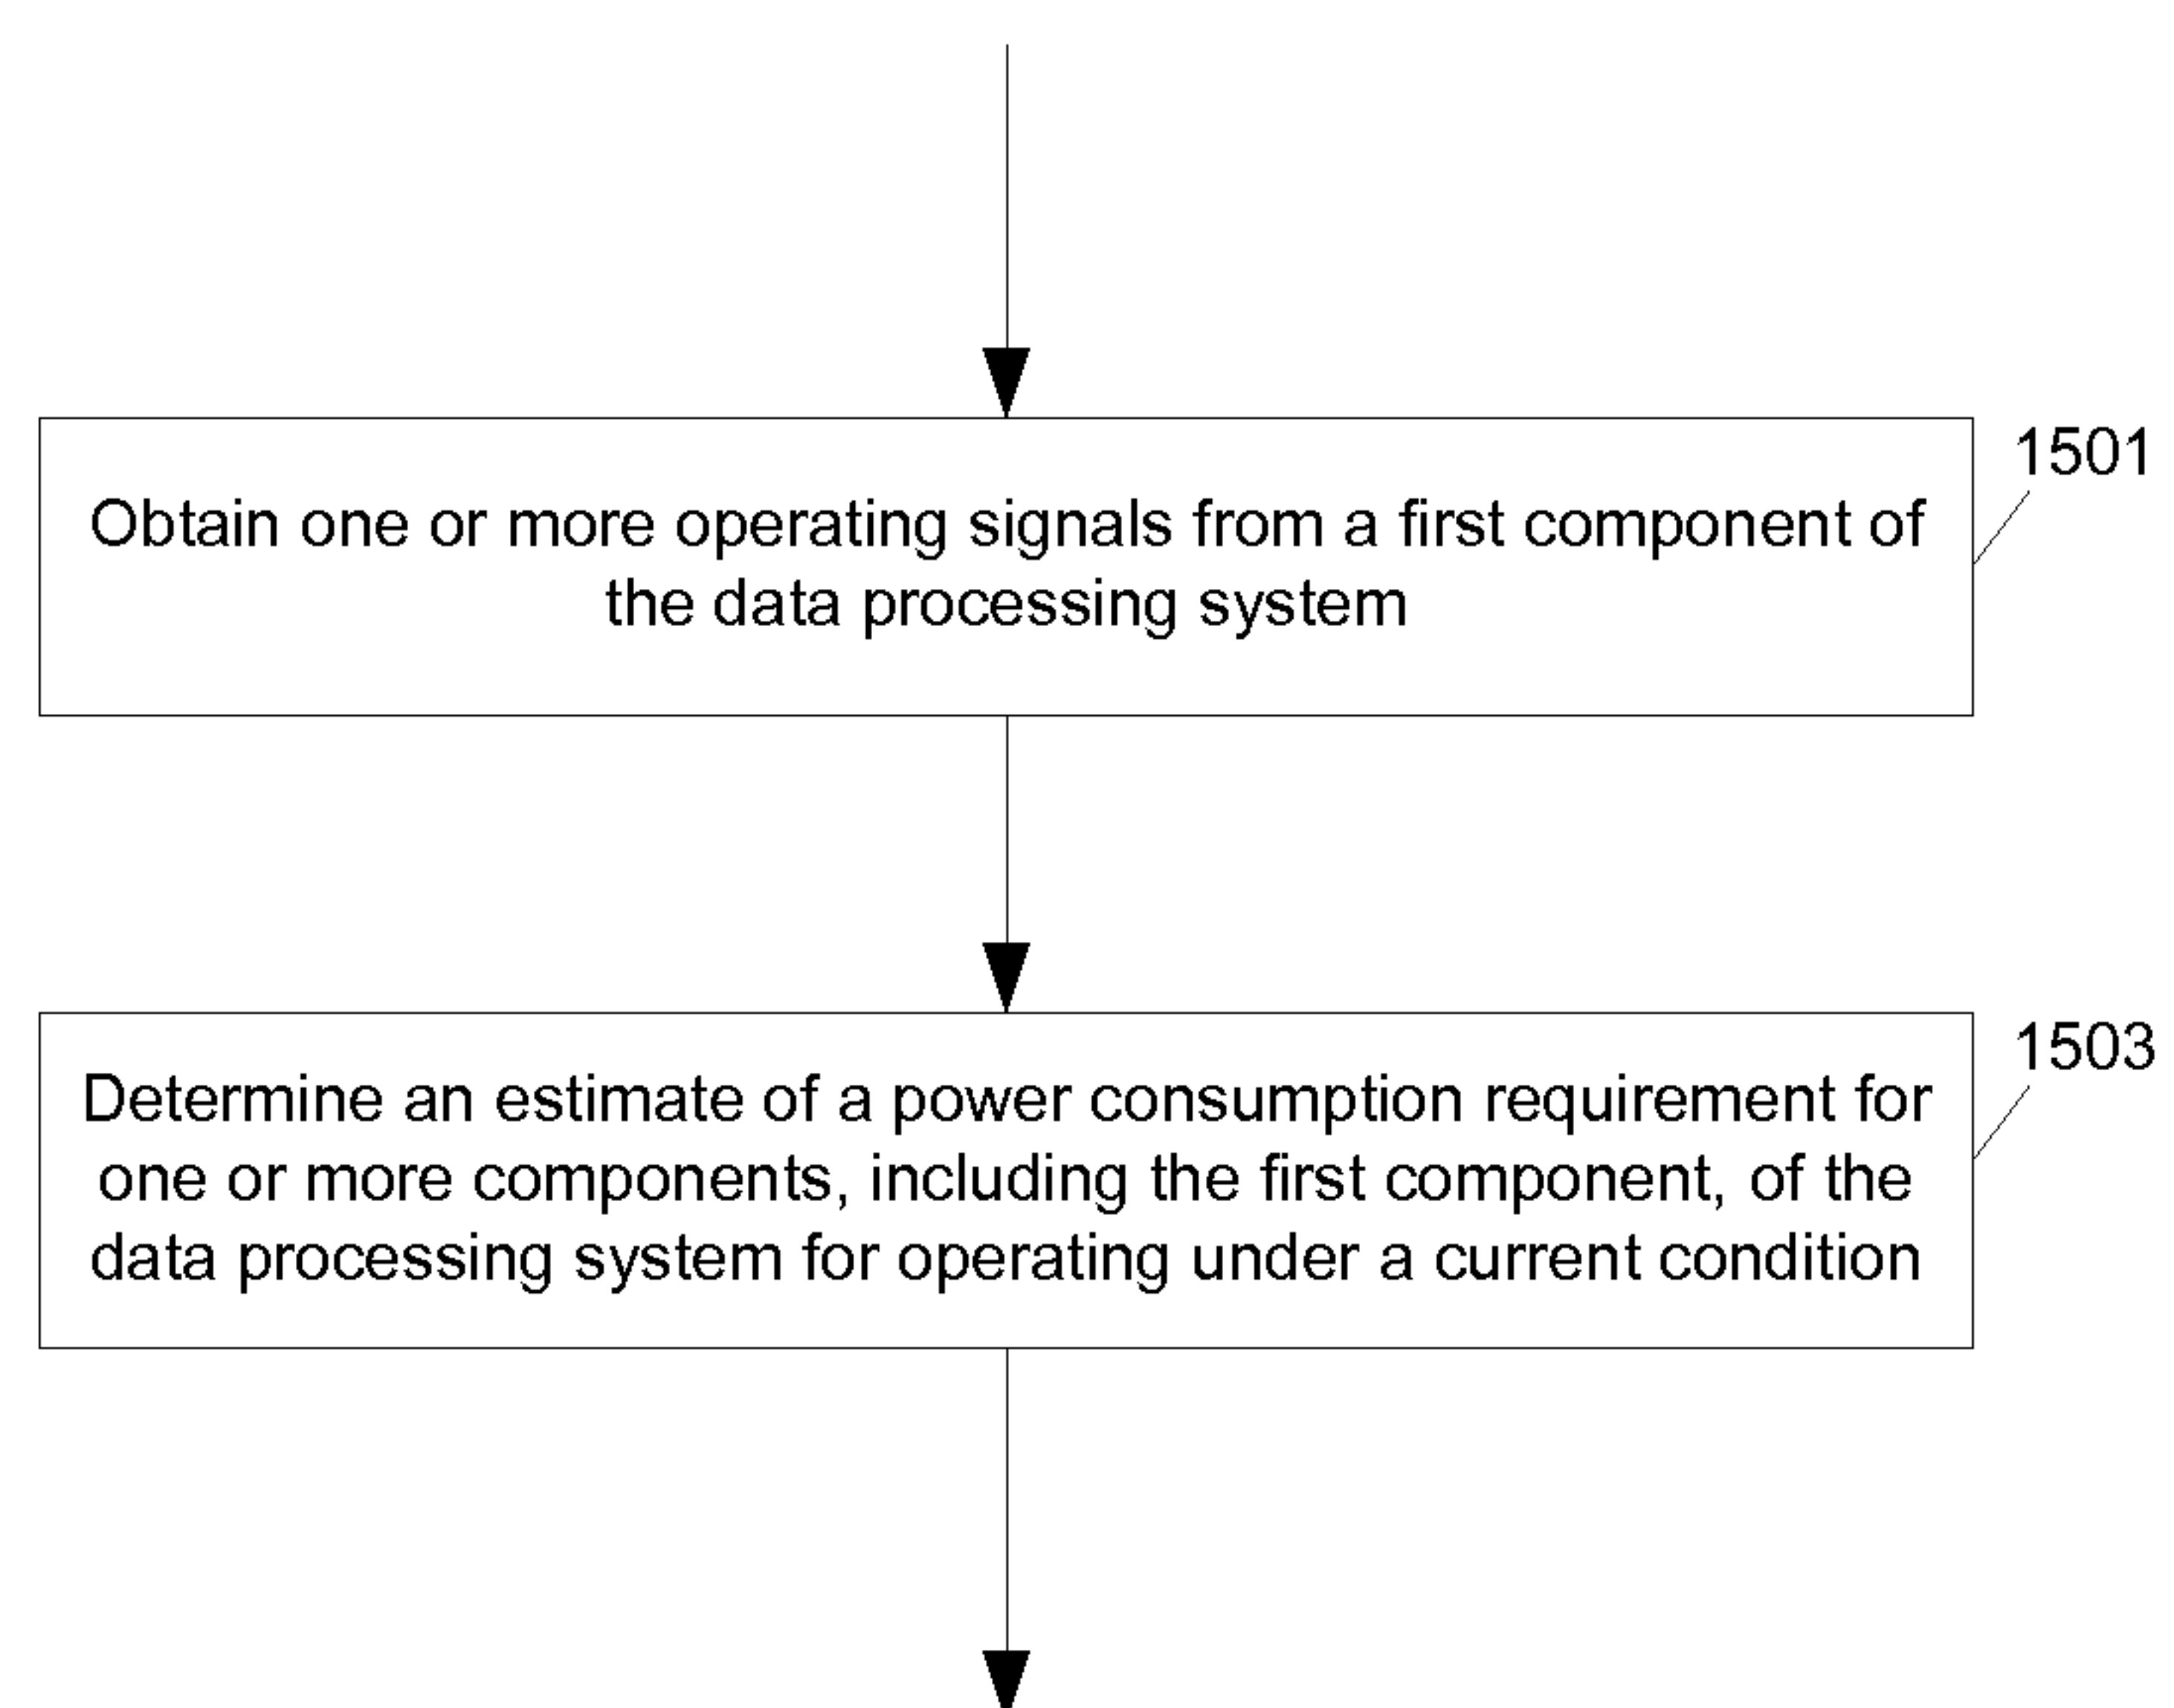 1501
Obtain one or more operating signals from a first component of
the data processing system
1503
Determine an estimate of a power consumption requirement for
one or more components, including the first component, of the
data processing system for operating under a current condition